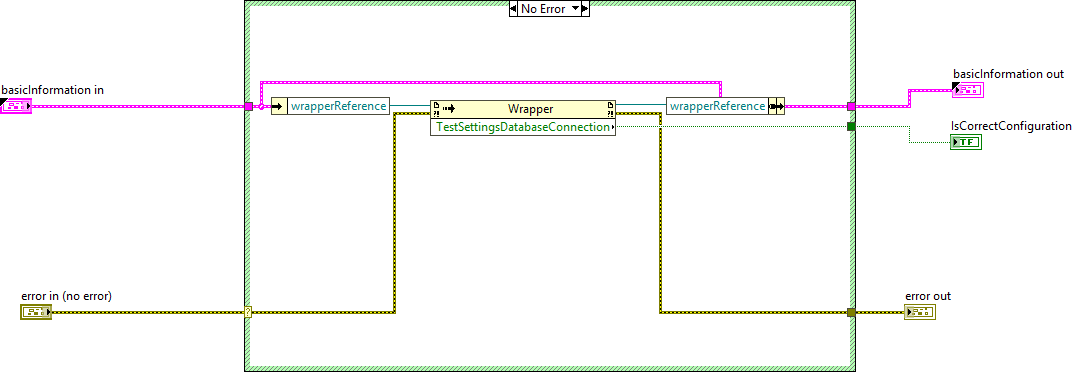 No Error
basicInformation in
basicInformation out
wrapperReference
Wrapper
wrapperReference
TestSettingsDatabaseConnection
IsCorrectConfiguration
TF
error in (no error)
?
error out